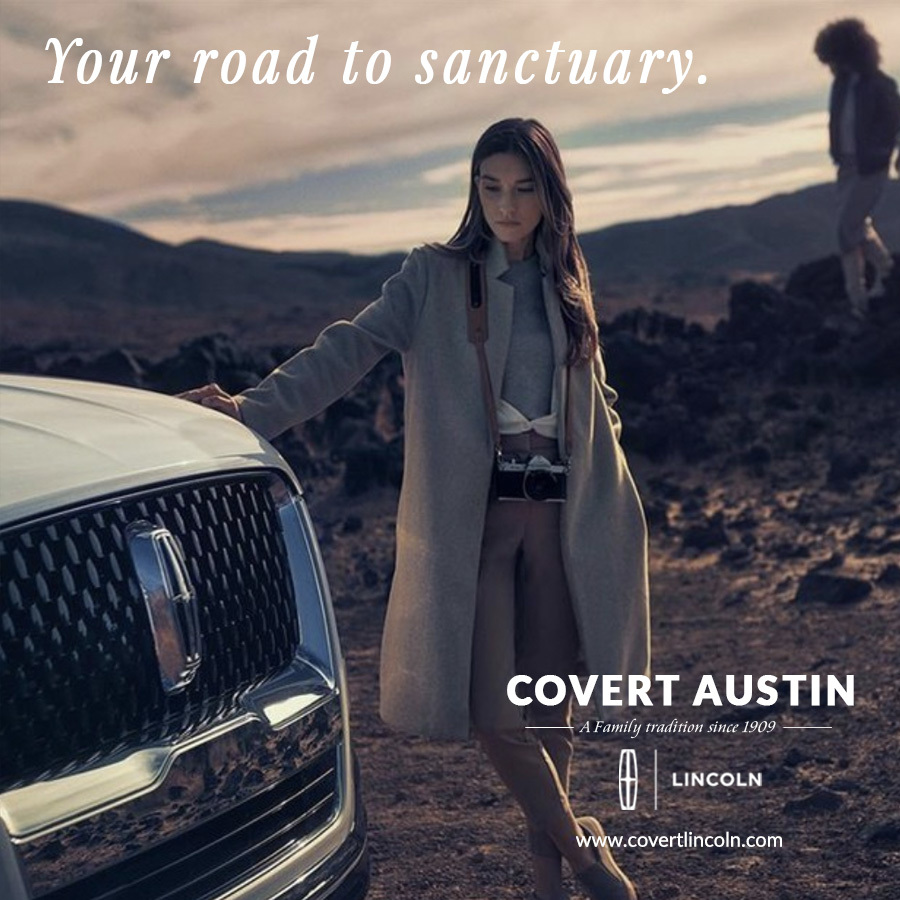 Your road to sanctuary.
COVERT AUSTIN
A Family tradition since 1909
LINCOLN
www.covertlincoln.com